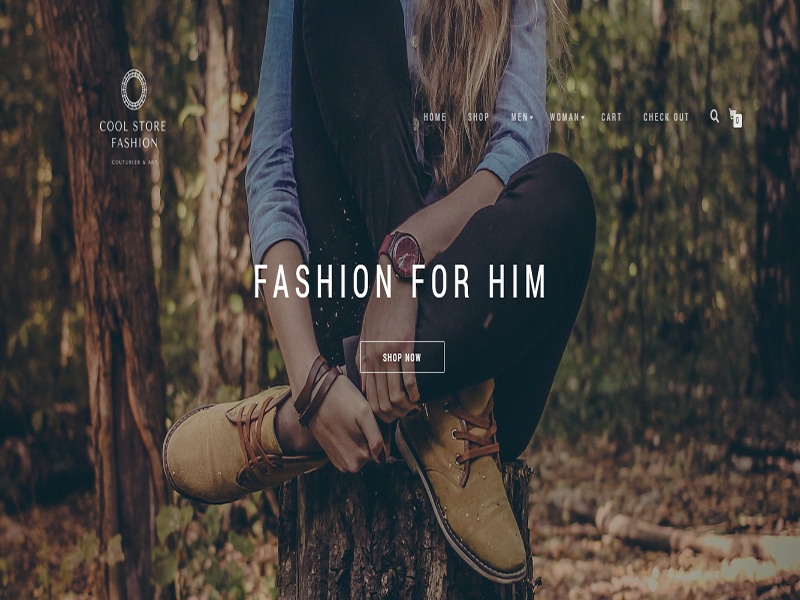 COOL STORE
FASHION
COUTURIER & ART
HOME SHOP MEN WOMAN CART CHECK OUT
0
FASHION FOR HIM
SHOP NOW